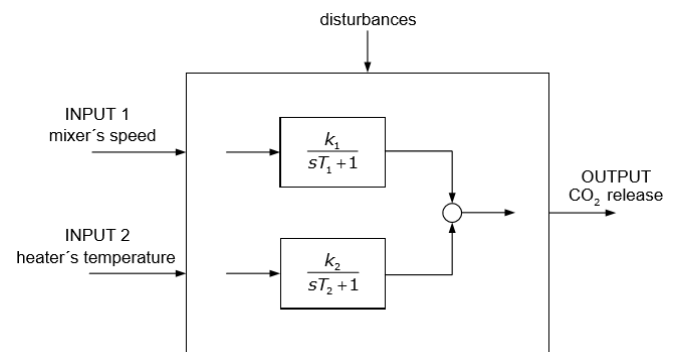 disturbances
INPUT 1
mixer´s speed
k₁
sT₁ +1
OUTPUT
CO₂ release
INPUT 2
heater´s temperature
k₂
sT₂ +1